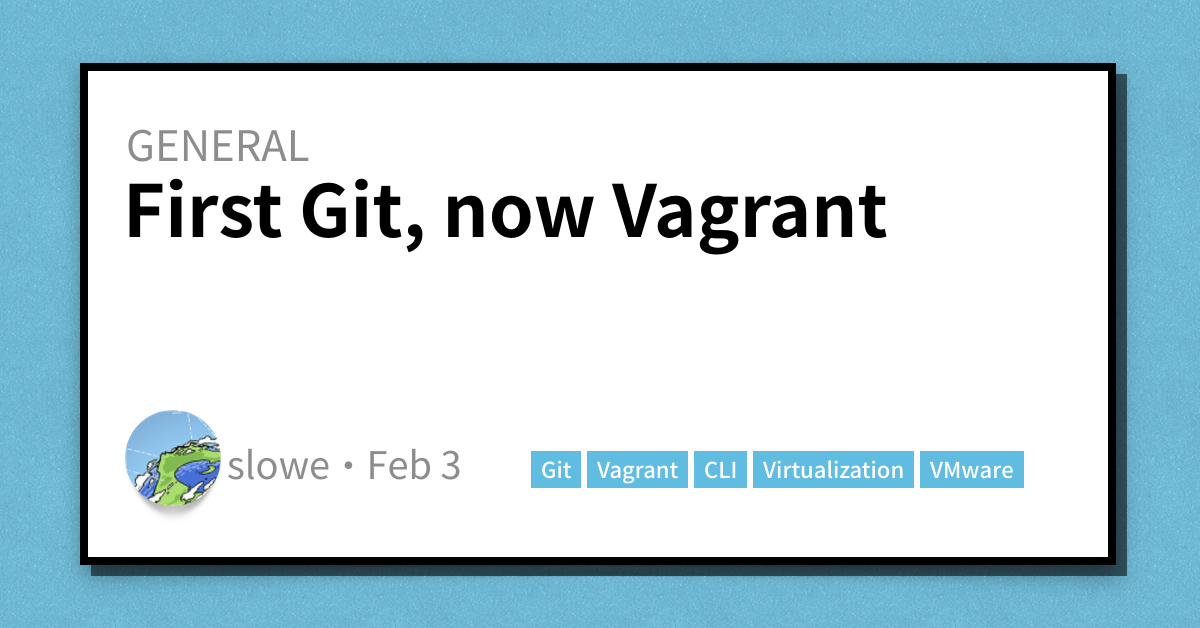 GENERAL
First Git, now Vagrant
slowe • Feb 3
Git Vagrant CLI Virtualization VMware